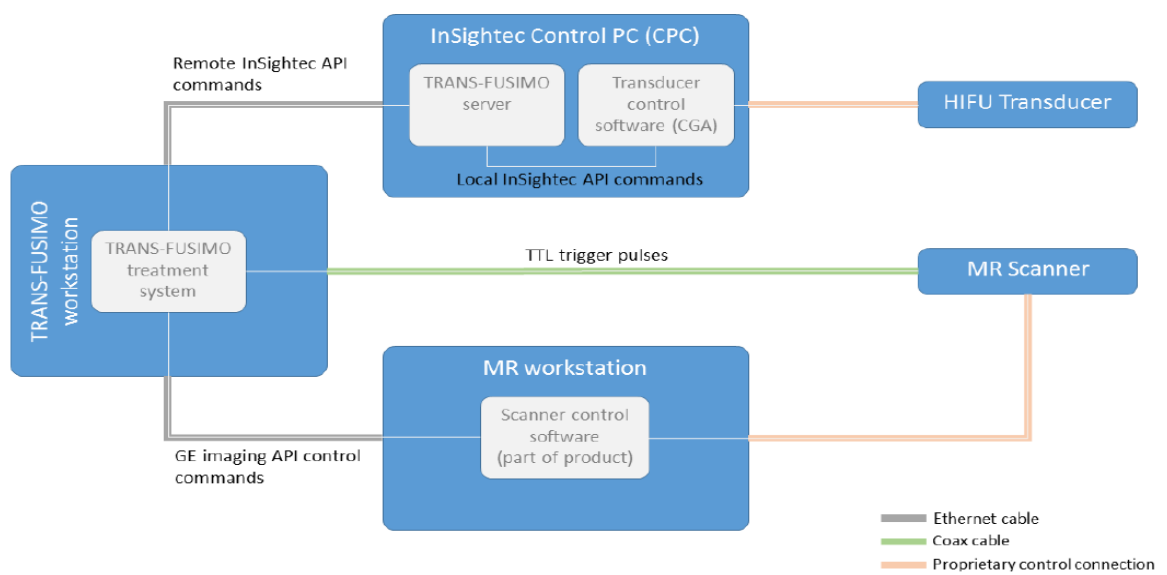 InSightec Control PC (CPC)
Remote InSightec API
commands
TRANS-FUSIMO
server
Transducer
control
software (CGA)
HIFU Transducer
Local InSightec API commands
TRANS-FUSIMO
workstation
TRANS-FUSIMO
treatment
system
TTL trigger pulses
MR Scanner
MR workstation
Scanner control
software
(part of product)
GE imaging API control
commands
Ethernet cable
Coax cable
Proprietary control connection